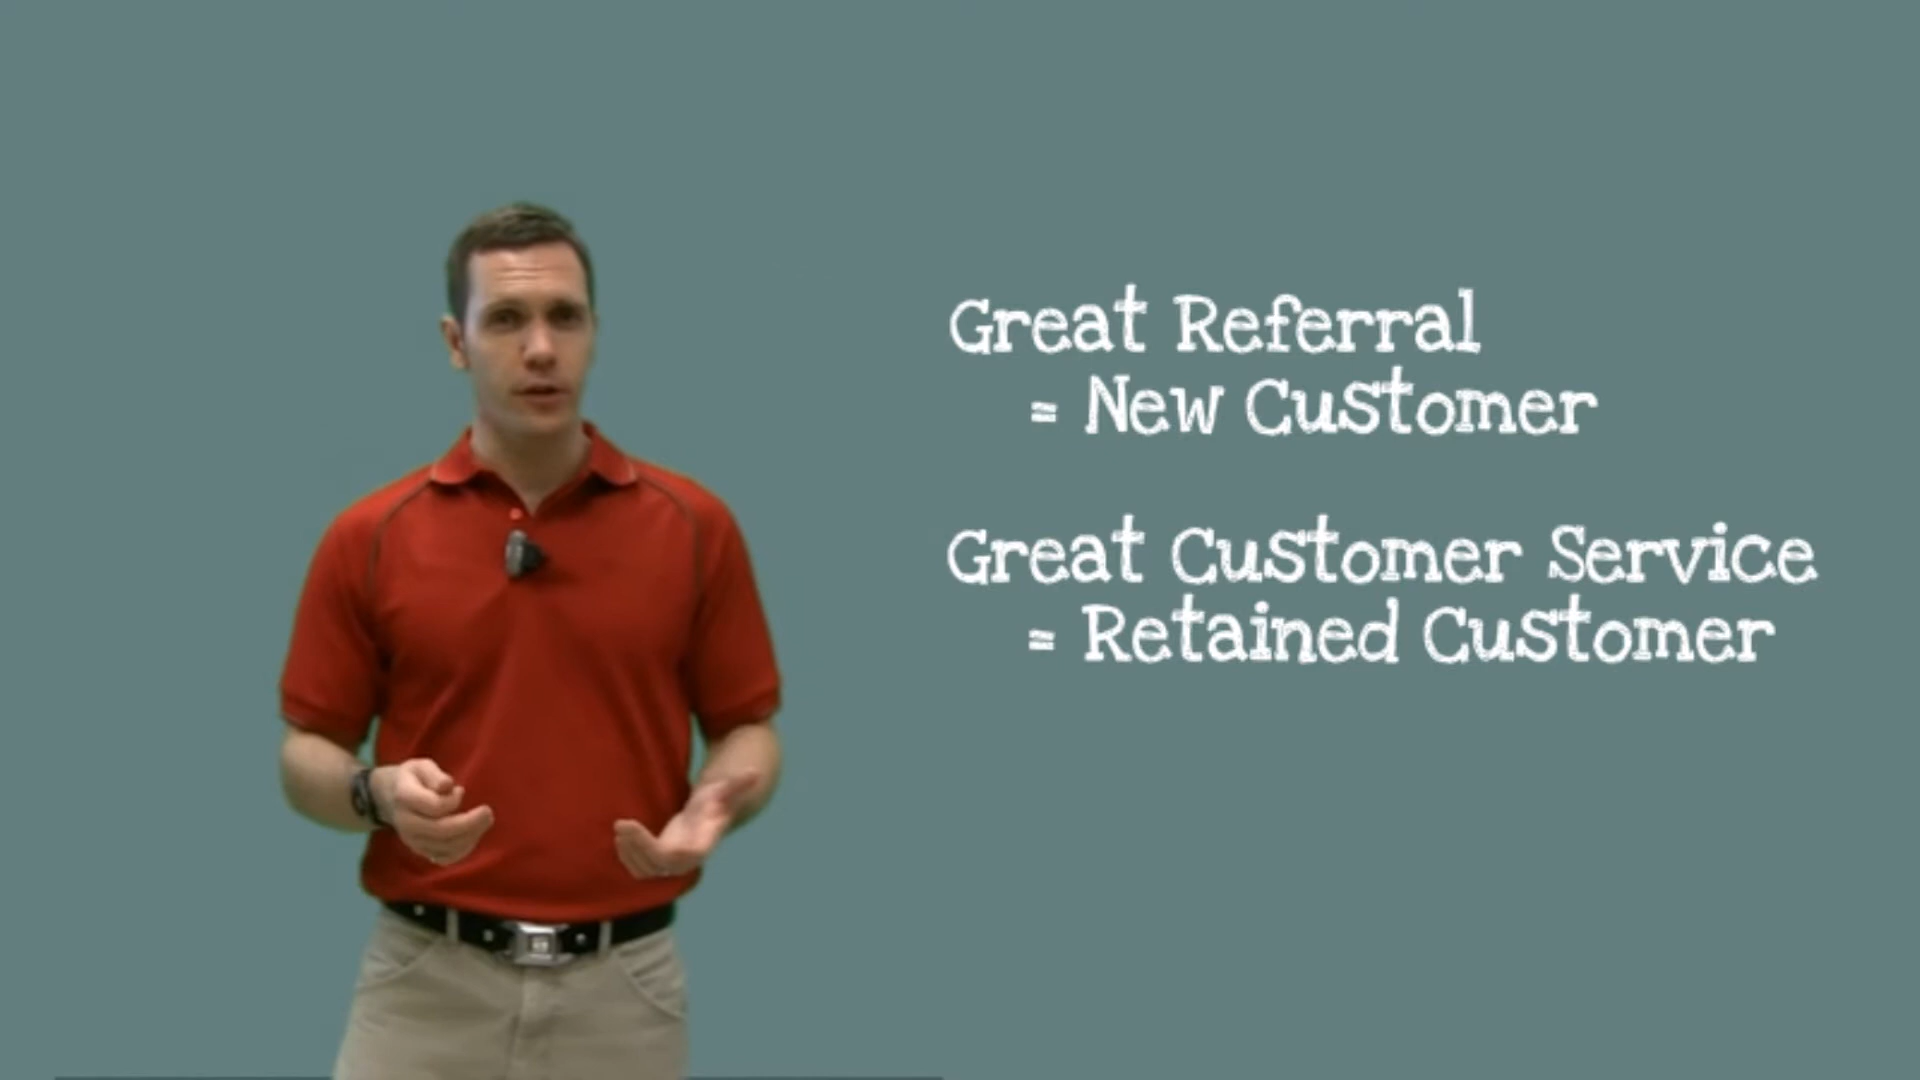 Great Referral
= New Customer
Great Customer Service
= Retained Customer